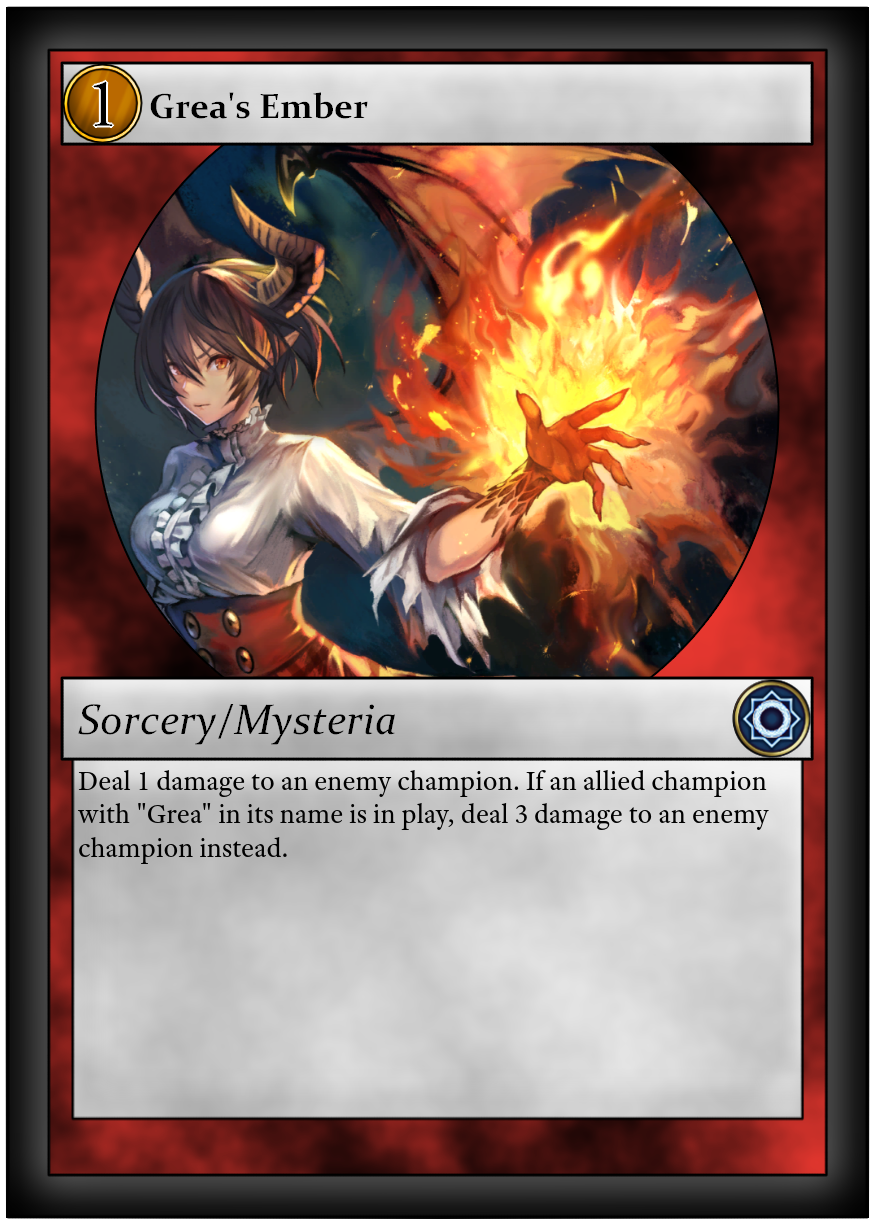 1
Grea's Ember
Sorcery/Mysteria
Deal 1 damage to an enemy champion. If an allied champion
with "Grea" in its name is in play, deal 3 damage to an enemy
champion instead.